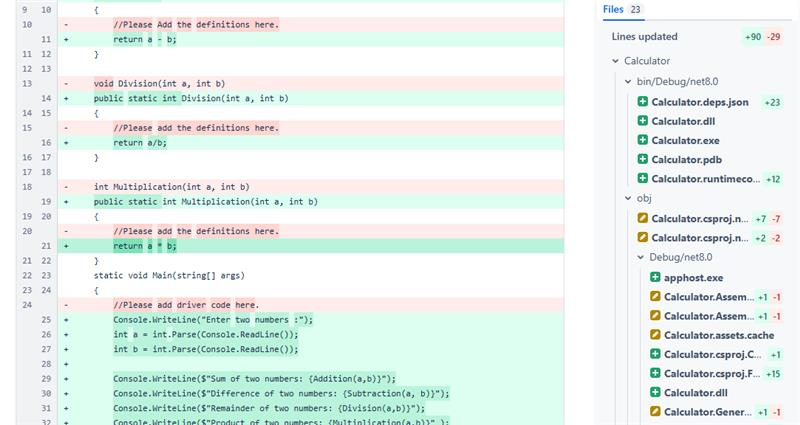 9 10 {
10 - //Please Add the definitions here.
11 + return a - b;
11 12 }
12 13
13 - void Division(int a, int b)
14 + public static int Division(int a, int b)
14 15 {
15 - //Please add the definitions here.
16 + return a/b;
16 17 }
17 18
18 - int Multiplication(int a, int b)
19 + public static int Multiplication(int a, int b)
19 20 {
20 - //Please add the definitions here.
21 + return a * b;
21 22 }
22 23 static void Main(string[] args)
23 24 {
24 - //Please add driver code here.
25 + Console.WriteLine("Enter two numbers :");
26 + int a = int.Parse(Console.ReadLine());
27 + int b = int.Parse(Console.ReadLine());
28 +
29 + Console.WriteLine($"Sum of two numbers: {Addition(a,b)}");
30 + Console.WriteLine($"Difference of two numbers: {Subtraction(a, b)}");
31 + Console.WriteLine($"Remainder of two numbers: {Division(a,b)}");
32 + Console.WriteLine($"Product of two numbers: {Multiplication(a,b)}" );
Files 23
Lines updated +90 -29
Calculator
bin/Debug/net8.0
Calculator.deps.json +23
Calculator.dll
Calculator.exe
Calculator.pdb
Calculator.runtimeco... +12
obj
Calculator.csproj.n... +7 -7
Calculator.csproj.n... +2 -2
Debug/net8.0
apphost.exe
Calculator.Assem... +1 -1
Calculator.Assem... +1 -1
Calculator.assets.cache
Calculator.csproj.C... +1
Calculator.csproj.F... +15
Calculator.dll
Calculator.Gener... +1 -1